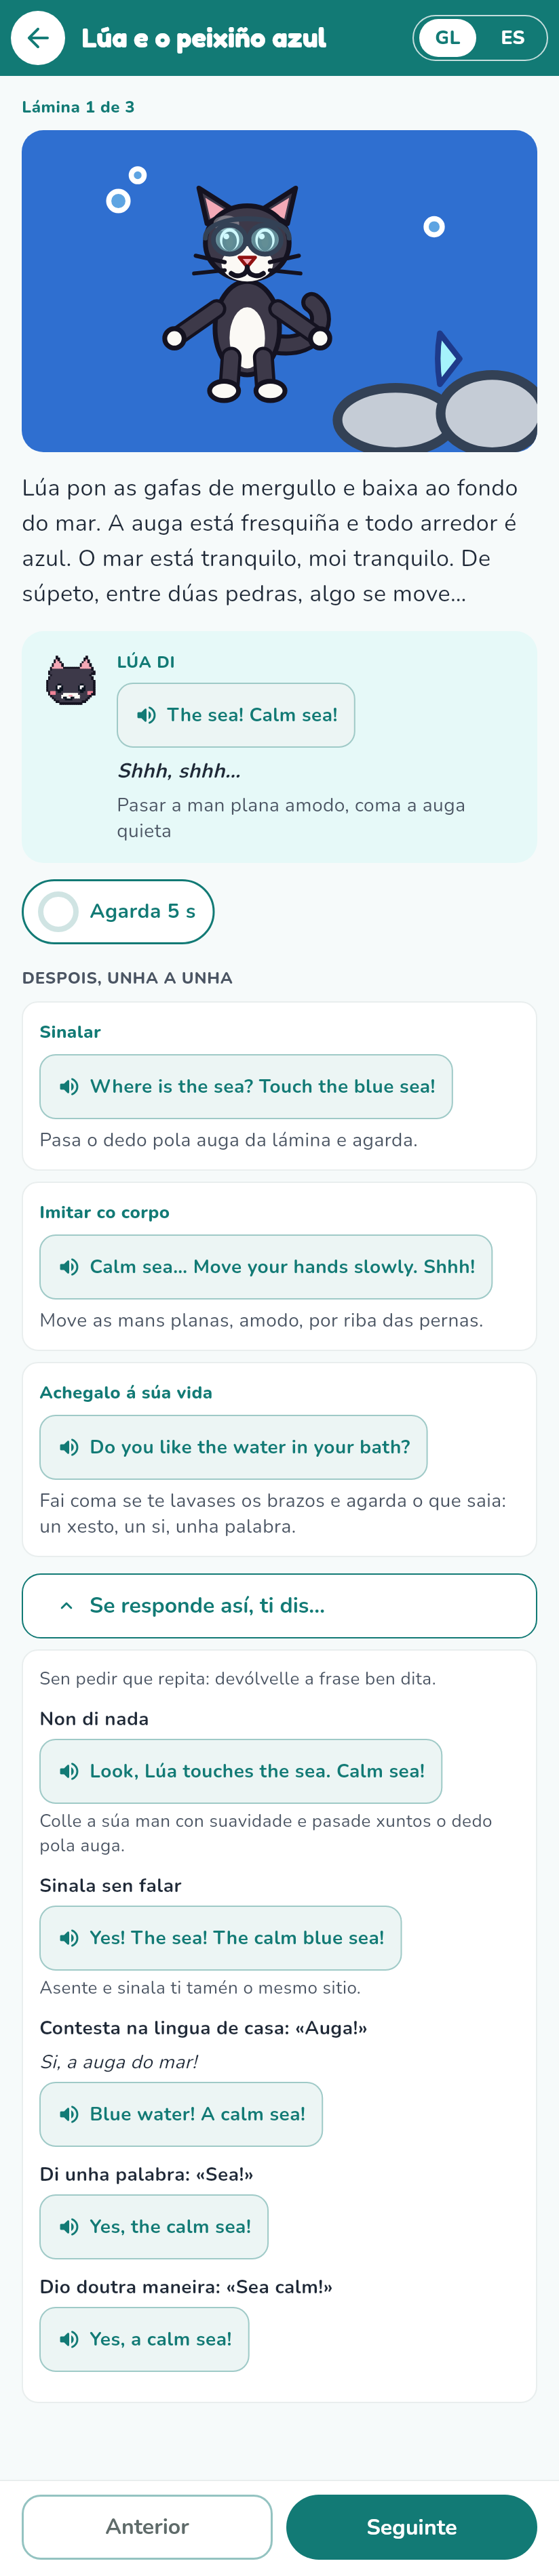 Lúa e o peixiño azul
GL
ES
Lámina 1 de 3
Lúa pon as gafas de mergullo e baixa ao fondo
do mar. A auga está fresquiña e todo arredor é
azul. O mar está tranquilo, moi tranquilo. De
súpeto, entre dúas pedras, algo se move...
LÚA DI
The sea! Calm sea!
Shhh, shhh...
Pasar a man plana amodo, coma a auga
quieta
Agarda 5 s
DESPOIS, UNHA A UNHA
Sinalar
Where is the sea? Touch the blue sea!
Pasa o dedo pola auga da lámina e agarda.
Imitar co corpo
Calm sea... Move your hands slowly. Shhh!
Move as mans planas, amodo, por riba das pernas.
Achegalo á súa vida
Do you like the water in your bath?
Fai coma se te lavases os brazos e agarda o que saia:
un xesto, un si, unha palabra.
Se responde así, ti dis...
Sen pedir que repita: devólvelle a frase ben dita.
Non di nada
Look, Lúa touches the sea. Calm sea!
Colle a súa man con suavidade e pasade xuntos o dedo
pola auga.
Sinala sen falar
Yes! The sea! The calm blue sea!
Asente e sinala ti tamén o mesmo sitio.
Contesta na lingua de casa: «Auga!»
Si, a auga do mar!
Blue water! A calm sea!
Di unha palabra: «Sea!»
Yes, the calm sea!
Dio doutra maneira: «Sea calm!»
Yes, a calm sea!
Anterior
Seguinte